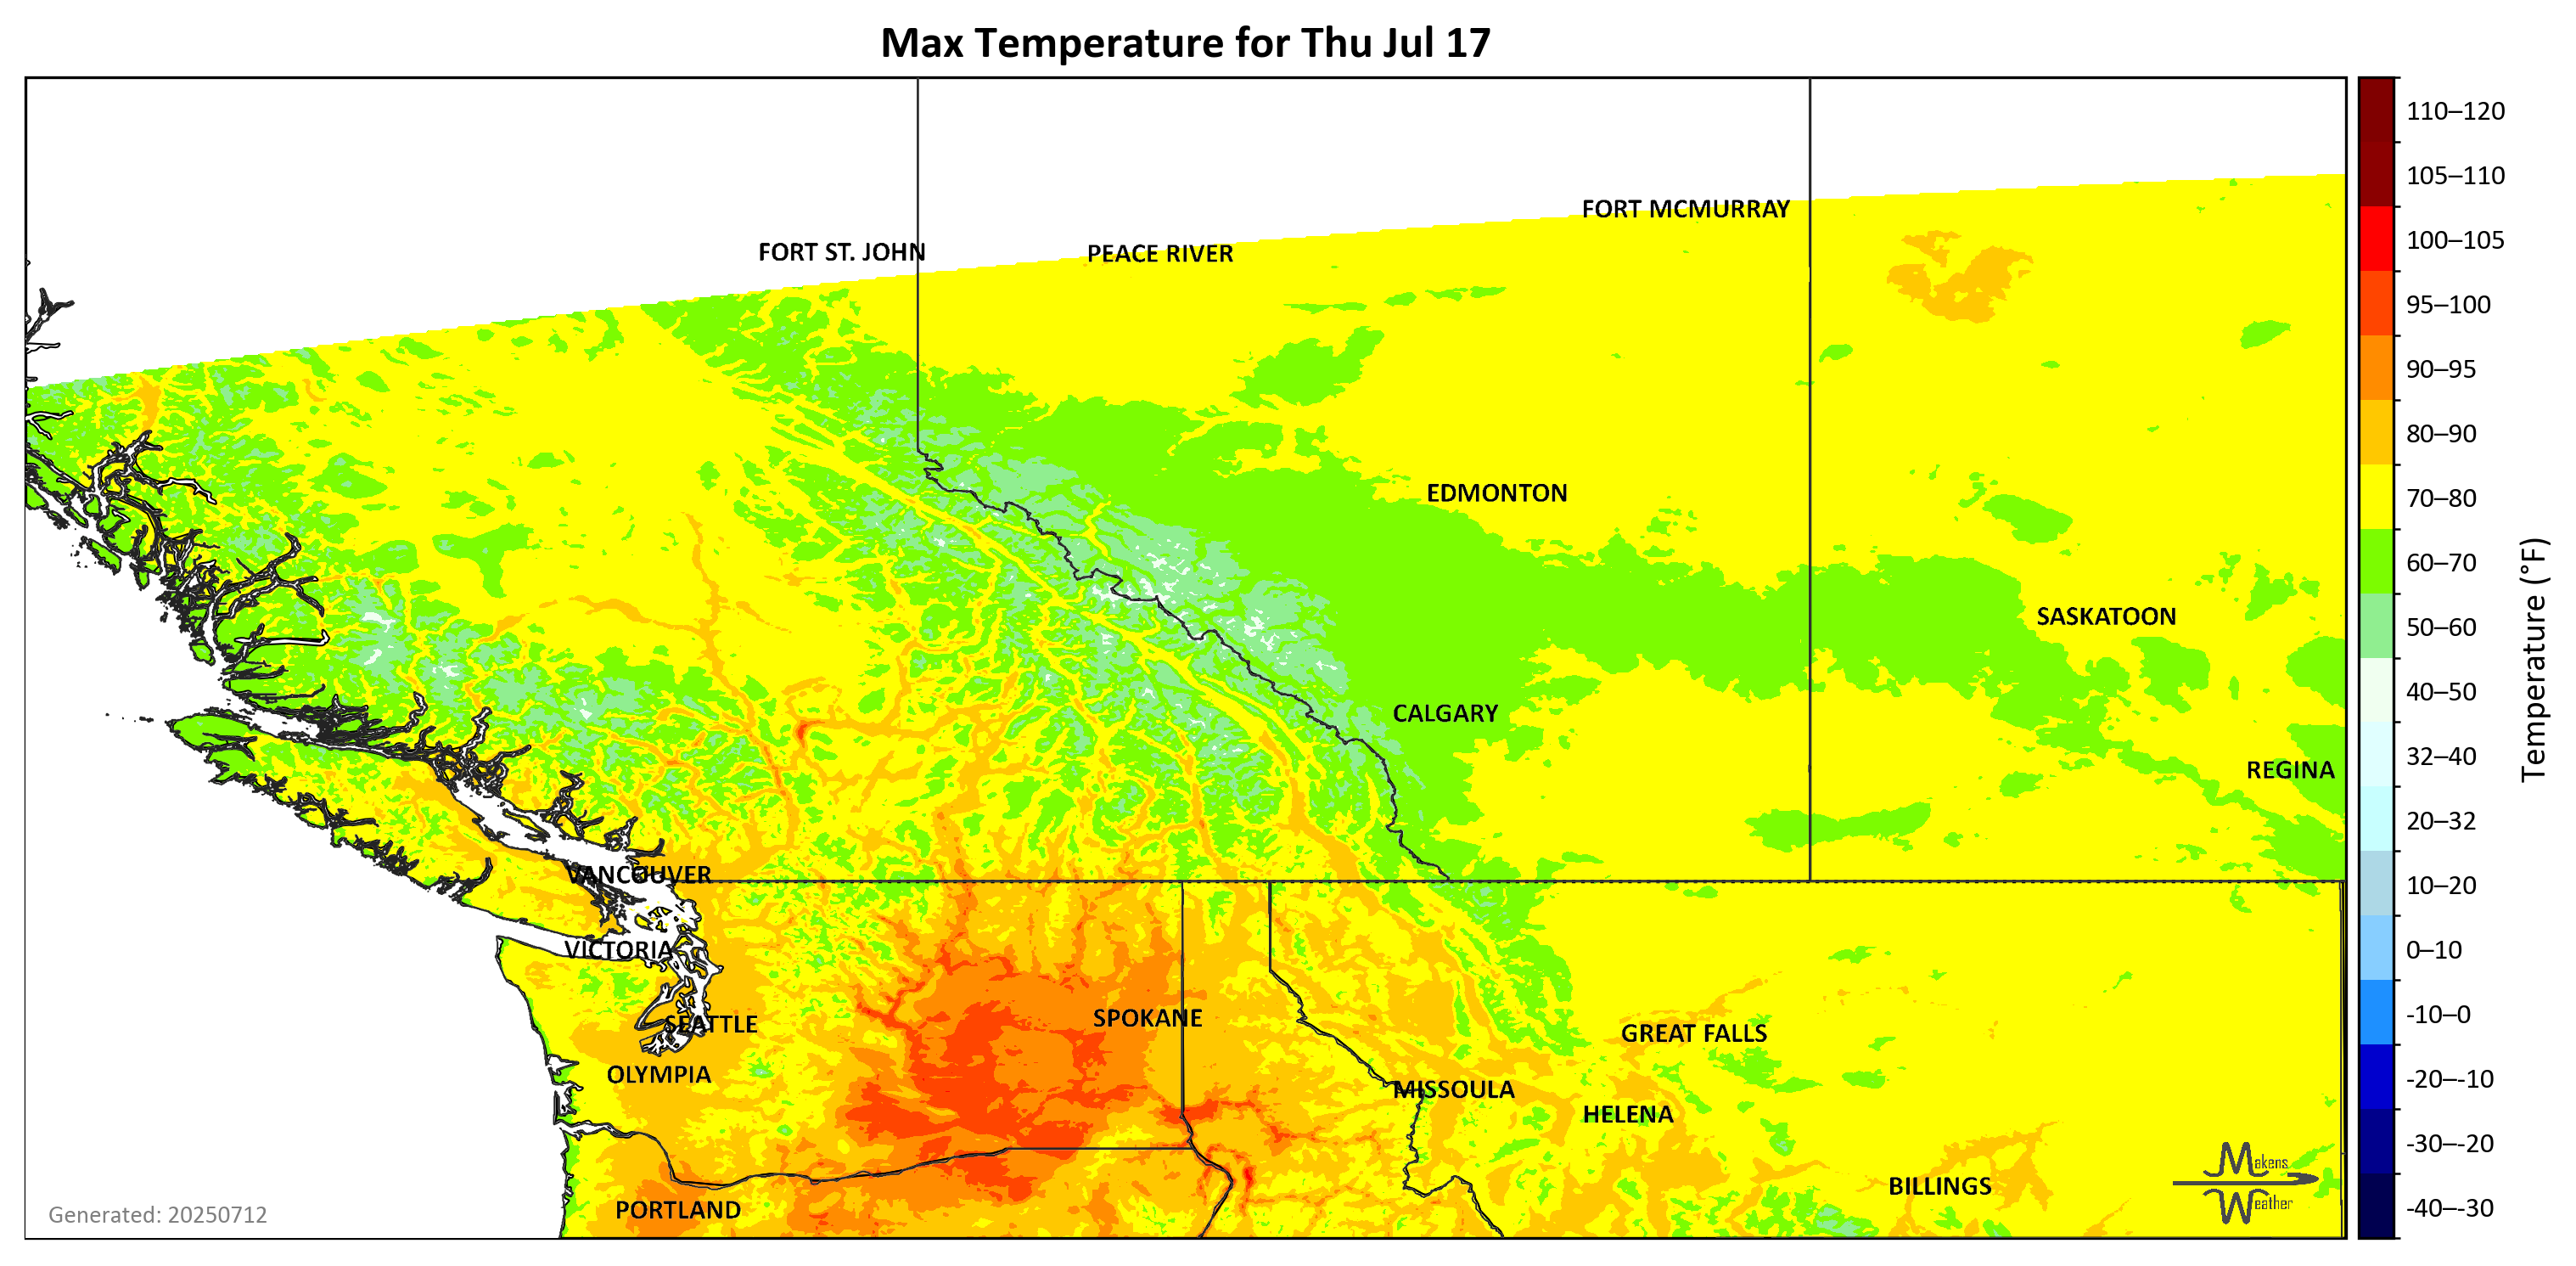 Max Temperature for Thu Jul 17
FORT MCMURRAY
FORT ST. JOHN
PEACE RIVER
EDMONTON
SASKATOON
CALGARY
REGINA
VANCOUVER
VICTORIA
SEATTLE
SPOKANE
GREAT FALLS
OLYMPIA
MISSOULA
HELENA
BILLINGS
PORTLAND
Makens
Weather
Generated: 20250712
110–120
105–110
100–105
95–100
90–95
80–90
70–80
60–70
50–60
40–50
32–40
20–32
10–20
0–10
-10–0
-20–-10
-30–-20
-40–-30
Temperature (°F)